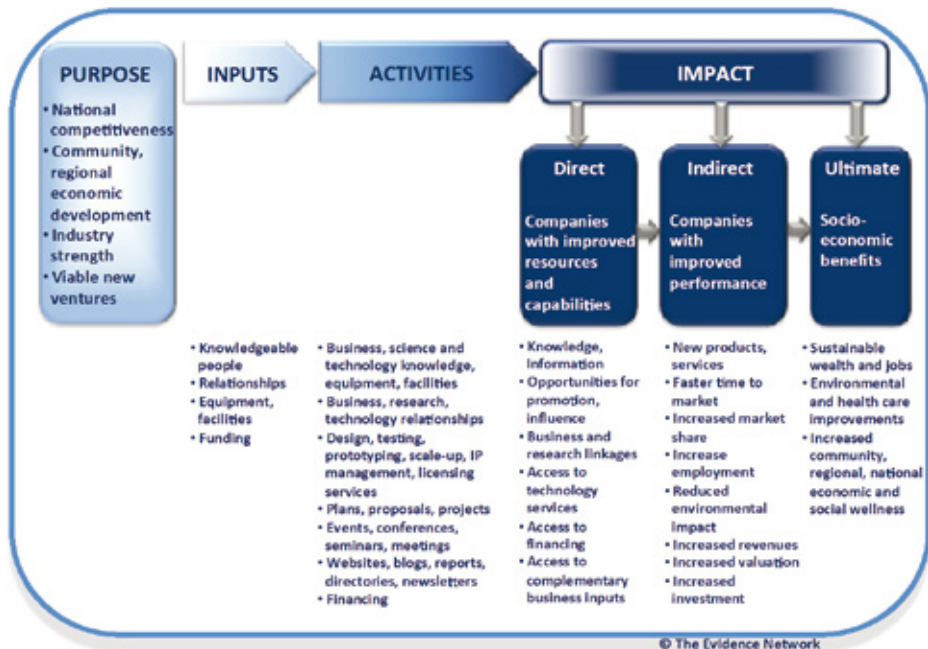 PURPOSE
• National
competitiveness
• Community,
regional
economic
development
• Industry
strength
• Viable new
ventures
INPUTS
ACTIVITIES
IMPACT
Direct
Companies
with improved
resources
and
capabilities
Indirect
Companies
with
improved
performance
Ultimate
Socio-
economic
benefits
• Knowledgeable
people
• Relationships
• Equipment,
facilities
• Funding
• Business, science and
technology knowledge,
equipment, facilities
• Business, research,
technology relationships
• Design, testing,
prototyping, scale-up, IP
management, licensing
services
• Plans, proposals, projects
• Events, conferences,
seminars, meetings
• Websites, blogs, reports,
directories, newsletters
• Financing
• Knowledge,
Information
• Opportunities for
promotion,
influence
• Business and
research linkages
• Access to
technology
services
• Access to
financing
• Access to
complementary
business inputs
• New products,
services
• Faster time to
market
• Increased market
share
• Increase
employment
• Reduced
environmental
impact
• Increased revenues
• Increased valuation
• Increased
investment
• Sustainable
wealth and jobs
• Environmental
and health care
improvements
• Increased
community,
regional, national
economic and
social wellness
© The Evidence Network